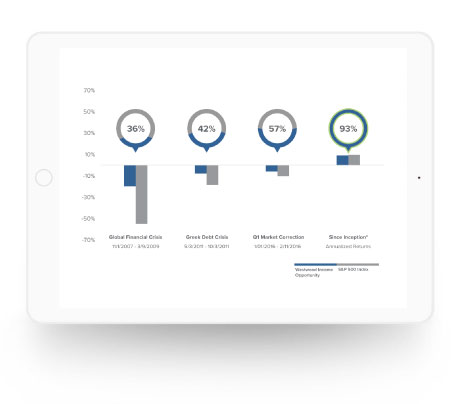 70%
50%
30%
10%
-10%
-30%
-50%
-70%
36%
42%
57%
93%
Global Financial Crisis
11/1/2007 - 3/9/2009
Greek Debt Crisis
5/3/2011 - 10/3/2011
Q1 Market Correction
1/01/2016 - 2/11/2016
Since Inception*
Annualized Returns
Westwood Income
Opportunity
S&P 500 Index